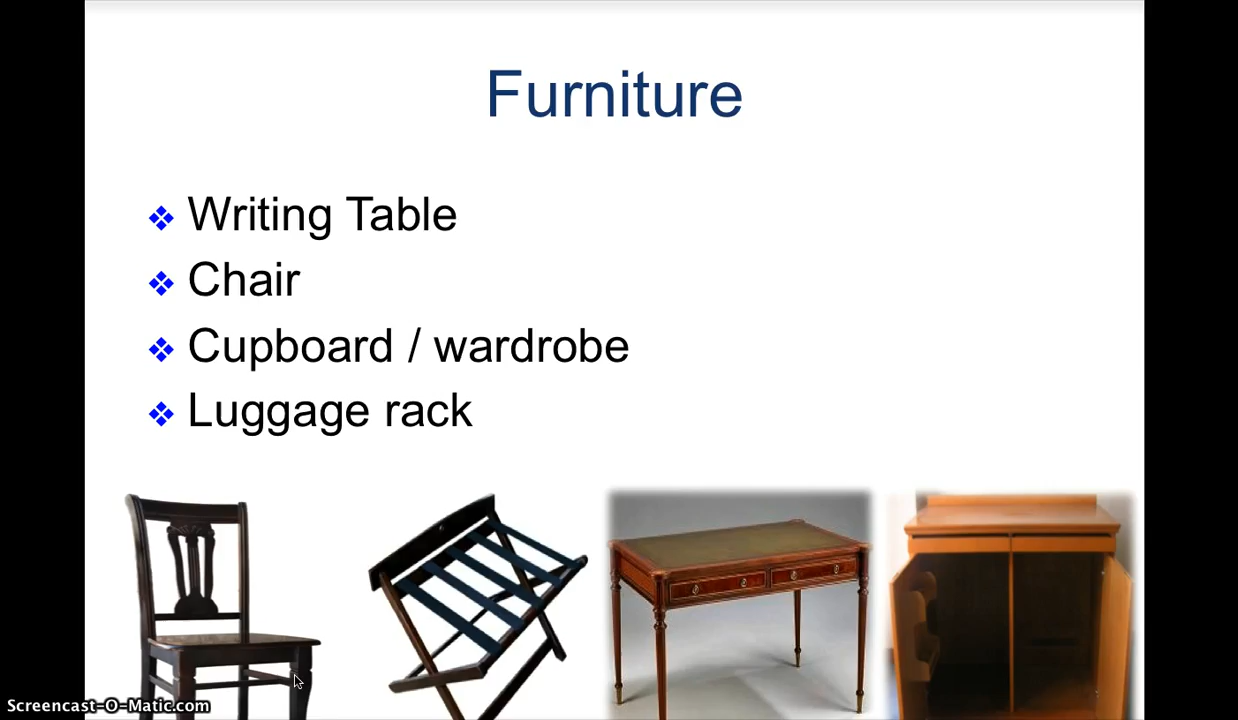 Furniture
Writing Table
Chair
Cupboard / wardrobe
Luggage rack
Screencast-O-Matic.com